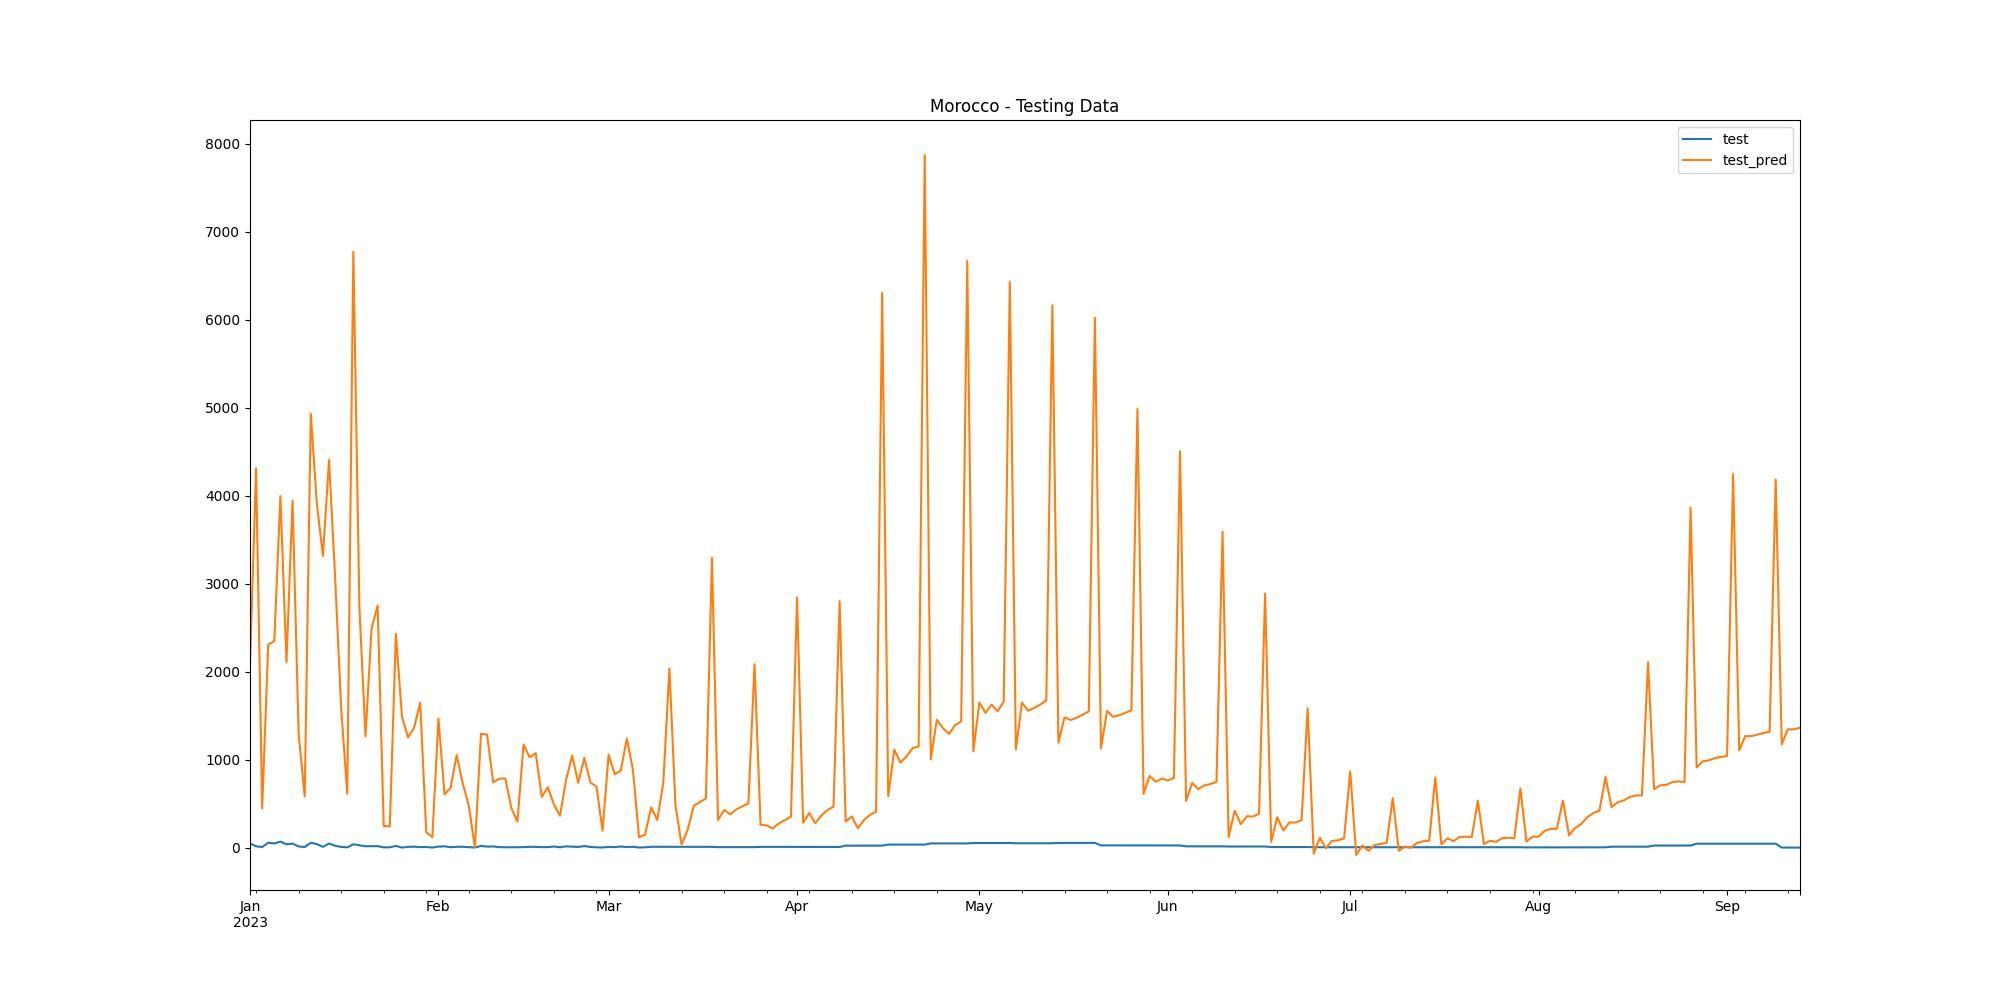 Morocco - Testing Data
test
test_pred
8000
7000
6000
5000
4000
3000
2000
1000
0
Jan Feb Mar Apr May Jun Jul Aug Sep
2023